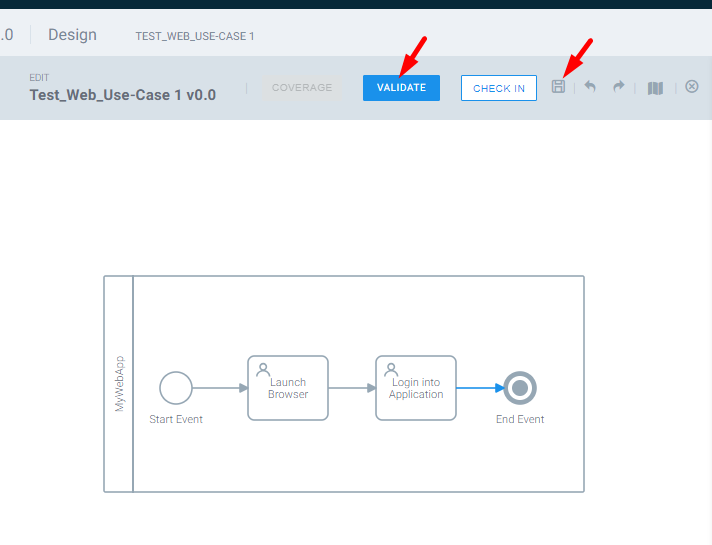 .0
Design
TEST_WEB_USE-CASE 1
EDIT
Test_Web_Use-Case 1 v0.0
COVERAGE
VALIDATE
CHECK IN
MyWebApp
Launch
Browser
Login into
Application
Start Event
End Event